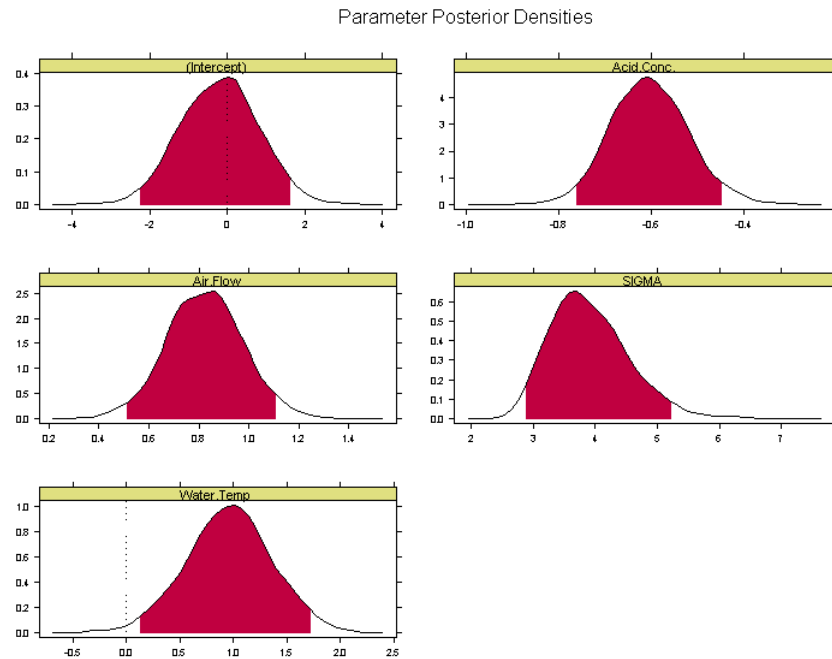 Parameter Posterior Densities
(Intercept)
0.4
0.3
0.2
0.1
0.0
-4 -2 0 2 4
Acid.Conc.
4
3
2
1
0
-1.0 -0.8 -0.6 -0.4
Air.Flow
2.5
2.0
1.5
1.0
0.5
0.0
0.2 0.4 0.6 0.8 1.0 1.2 1.4
SIGMA
0.6
0.5
0.4
0.3
0.2
0.1
0.0
2 3 4 5 6 7
Water.Temp
1.0
0.8
0.6
0.4
0.2
0.0
-0.5 0.0 0.5 1.0 1.5 2.0 2.5